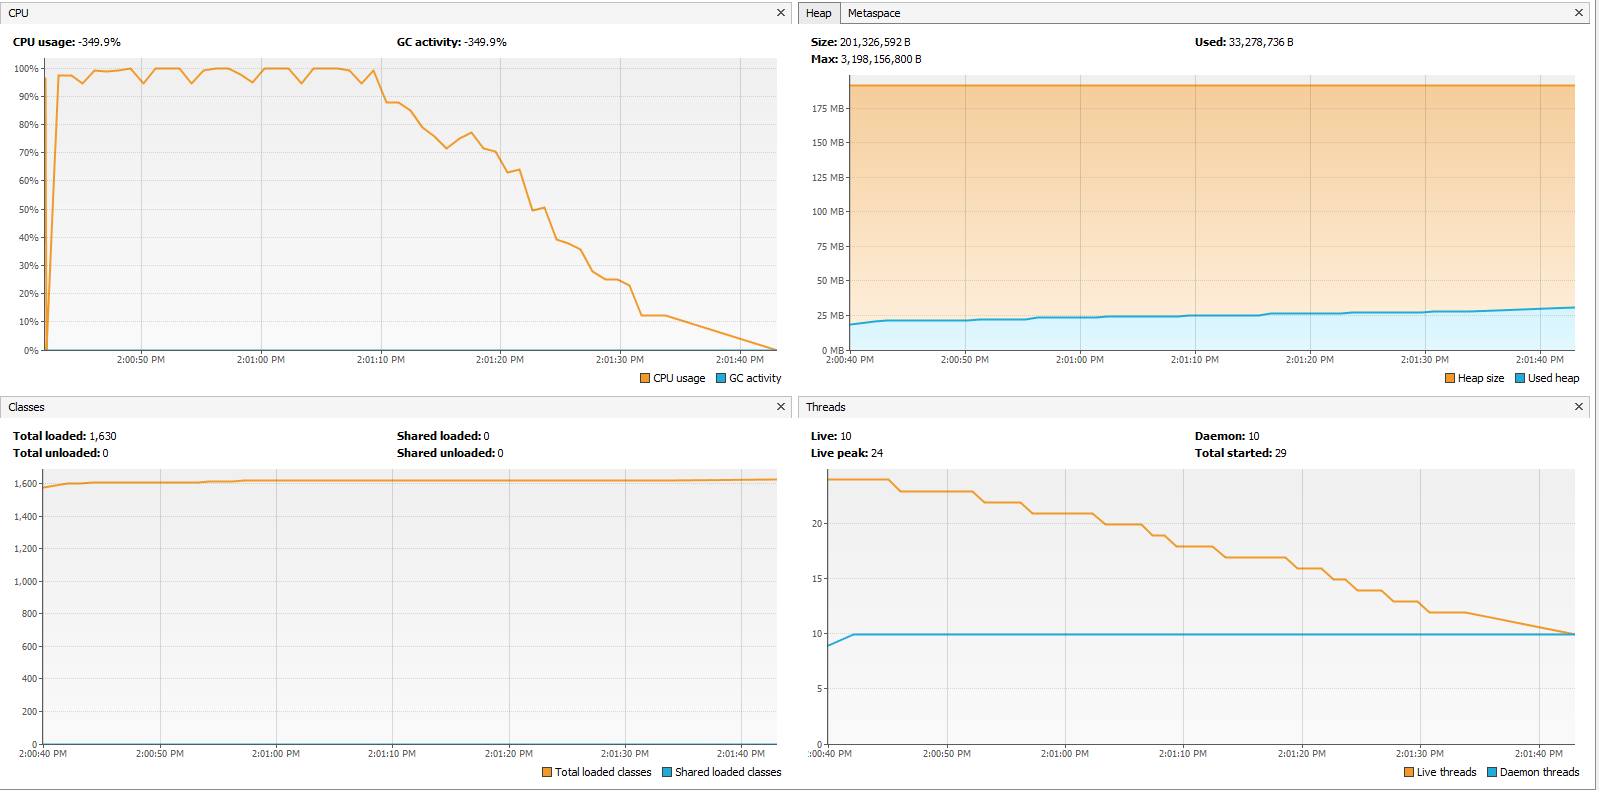 CPU
CPU usage: -349.9% GC activity: -349.9%
100%
90%
80%
70%
60%
50%
40%
30%
20%
10%
0%
2:00:50 PM 2:01:00 PM 2:01:10 PM 2:01:20 PM 2:01:30 PM 2:01:40 PM
CPU usage GC activity
Heap Metaspace
Size: 201,326,592 B Used: 33,278,736 B
Max: 3,198,156,800 B
175 MB
150 MB
125 MB
100 MB
75 MB
50 MB
25 MB
0 MB
2:00:40 PM 2:00:50 PM 2:01:00 PM 2:01:10 PM 2:01:20 PM 2:01:30 PM 2:01:40 PM
Heap size Used heap
Classes
Total loaded: 1,630 Shared loaded: 0
Total unloaded: 0 Shared unloaded: 0
1,600
1,400
1,200
1,000
800
600
400
200
0
2:00:40 PM 2:00:50 PM 2:01:00 PM 2:01:10 PM 2:01:20 PM 2:01:30 PM 2:01:40 PM
Total loaded classes Shared loaded classes
Threads
Live: 10 Daemon: 10
Live peak: 24 Total started: 29
20
15
10
5
0
:00:40 PM 2:00:50 PM 2:01:00 PM 2:01:10 PM 2:01:20 PM 2:01:30 PM 2:01:40 PM
Live threads Daemon threads